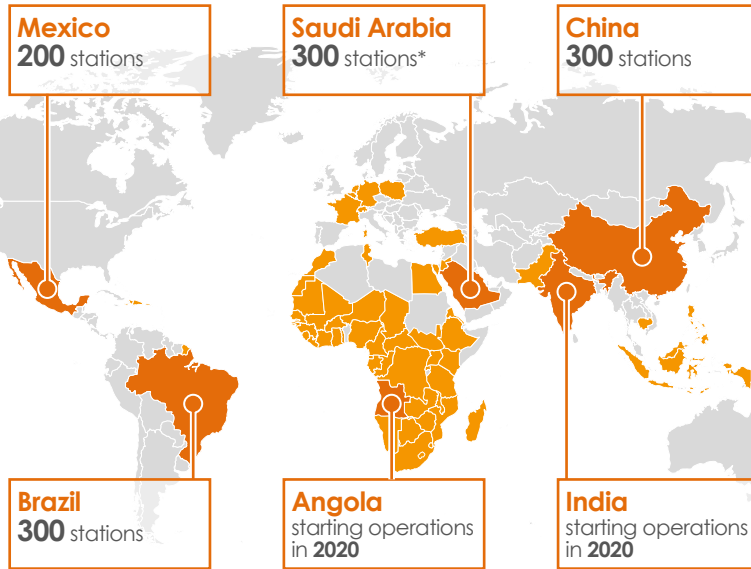 Mexico
200 stations
Saudi Arabia
300 stations*
China
300 stations
Brazil
300 stations
Angola
starting operations
in 2020
India
starting operations
in 2020